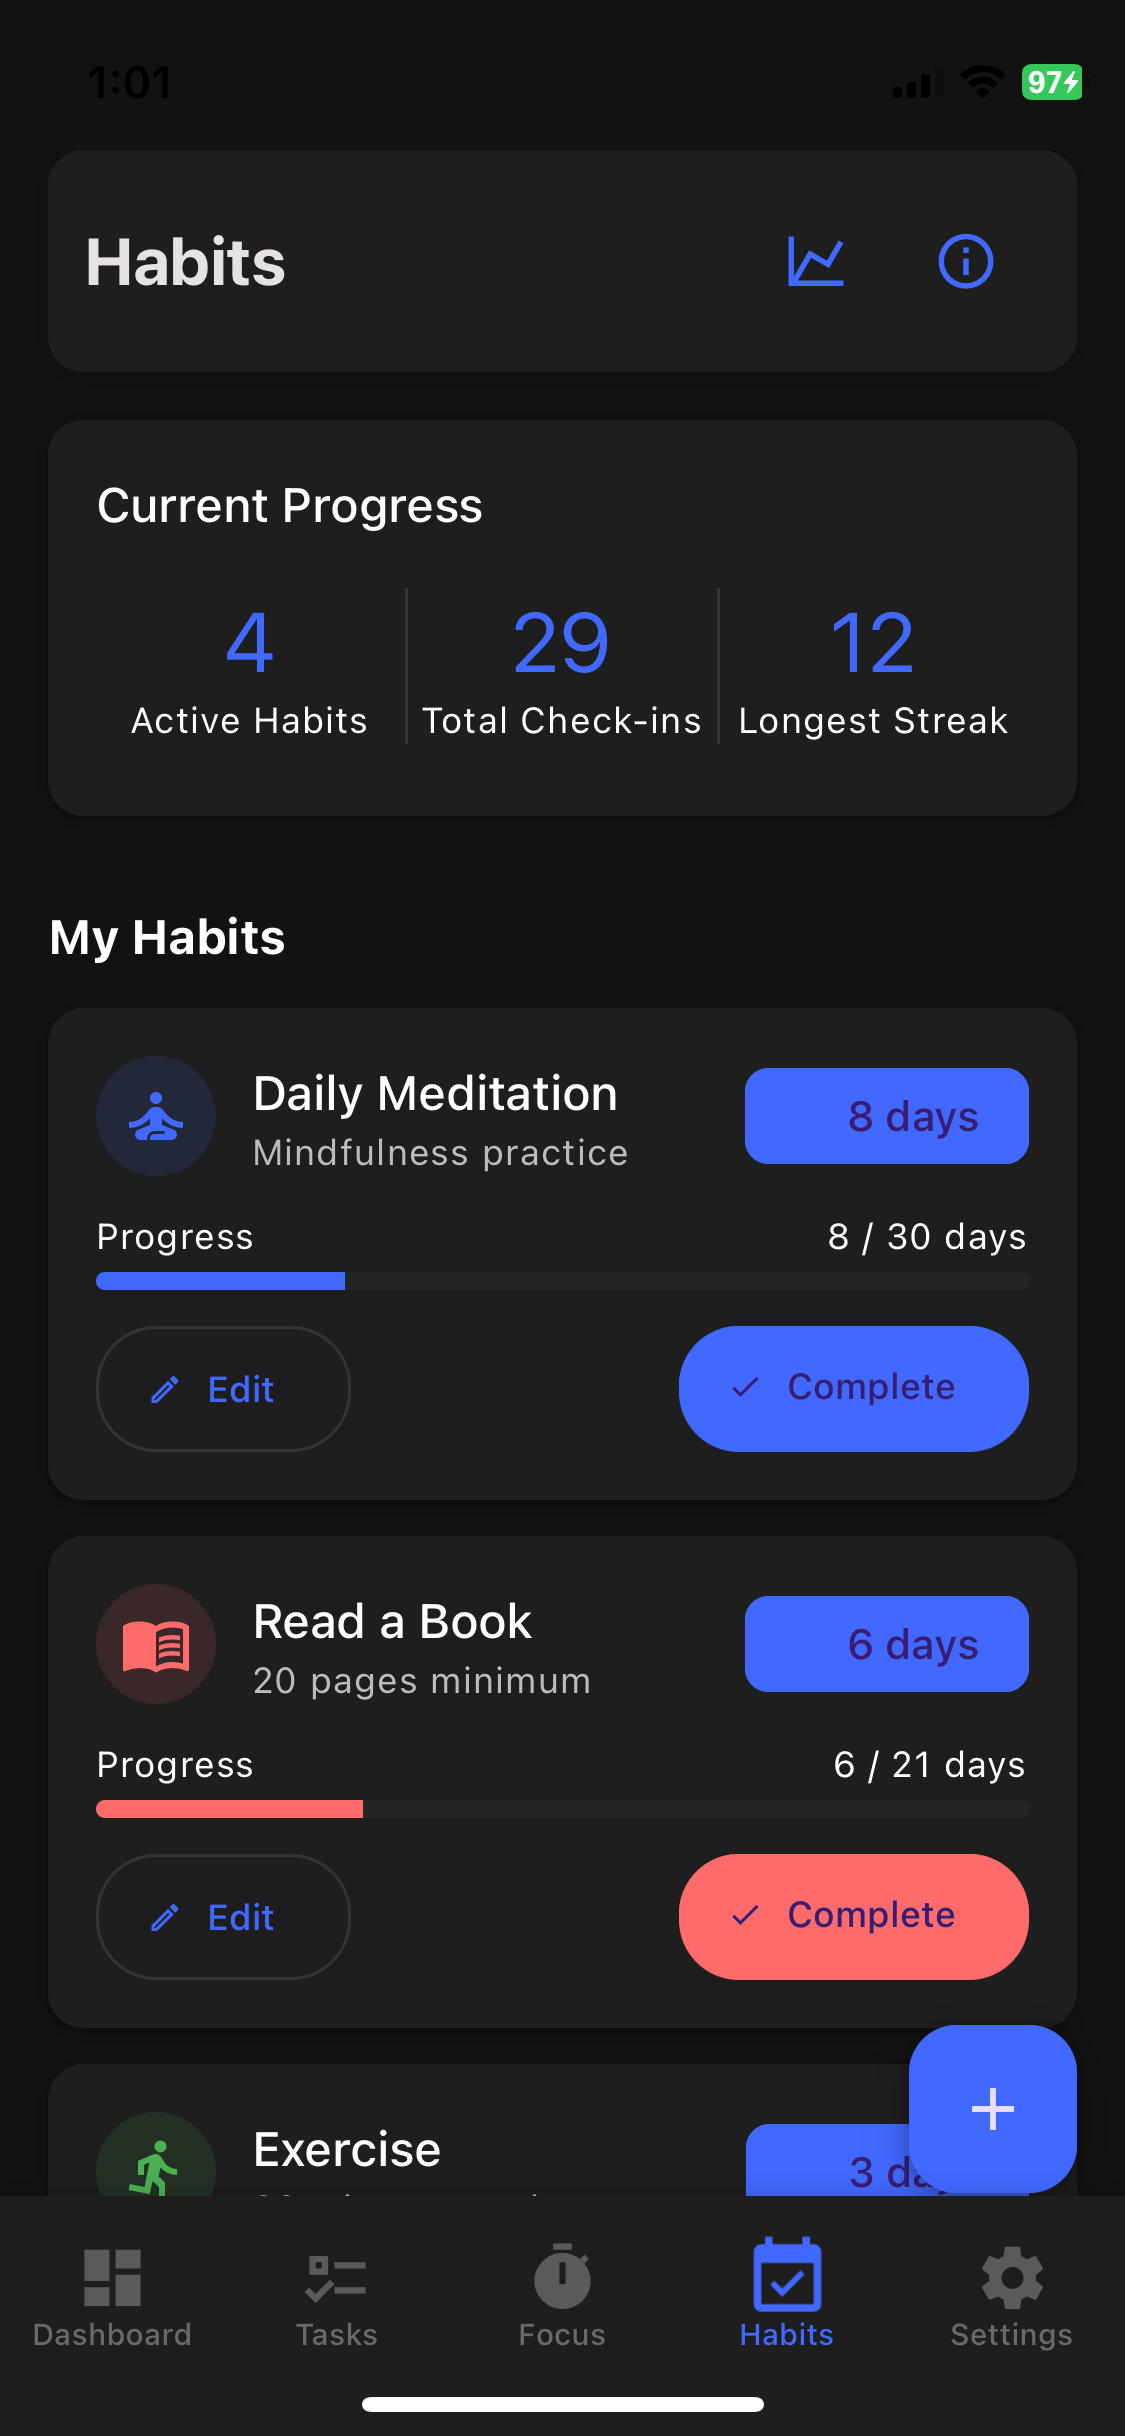 1:01
97
Habits
Current Progress
4
29
12
Active Habits
Total Check-ins
Longest Streak
My Habits
Daily Meditation
8 days
Mindfulness practice
Progress
8 / 30 days
Edit
Complete
Read a Book
6 days
20 pages minimum
Progress
6 / 21 days
Edit
Complete
Exercise
3
Dashboard
Tasks
Focus
Habits
Settings